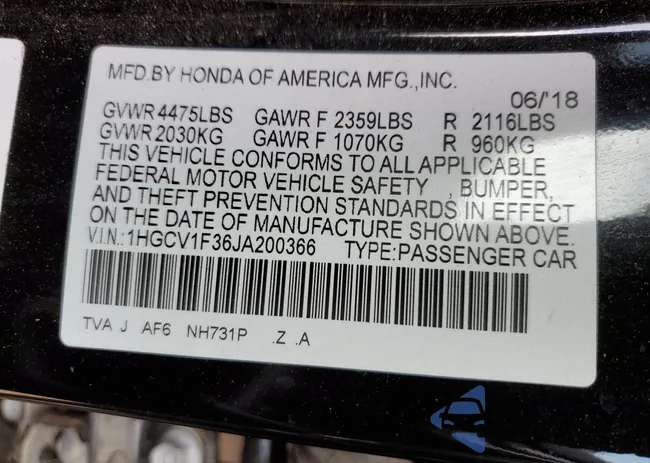 MFD.BY HONDA OF AMERICA MFG.,INC.
06/'18
GVWR 4475LBS GAWR F 2359LBS R 2116LBS
GVWR 2030KG GAWR F 1070KG R 960KG
THIS VEHICLE CONFORMS TO ALL APPLICABLE
FEDERAL MOTOR VEHICLE SAFETY , BUMPER,
AND THEFT PREVENTION STANDARDS IN EFFECT
ON THE DATE OF MANUFACTURE SHOWN ABOVE.
V.I.N.:1HGCV1F36JA200366 TYPE:PASSENGER CAR
TVA J AF6 NH731P .Z .A